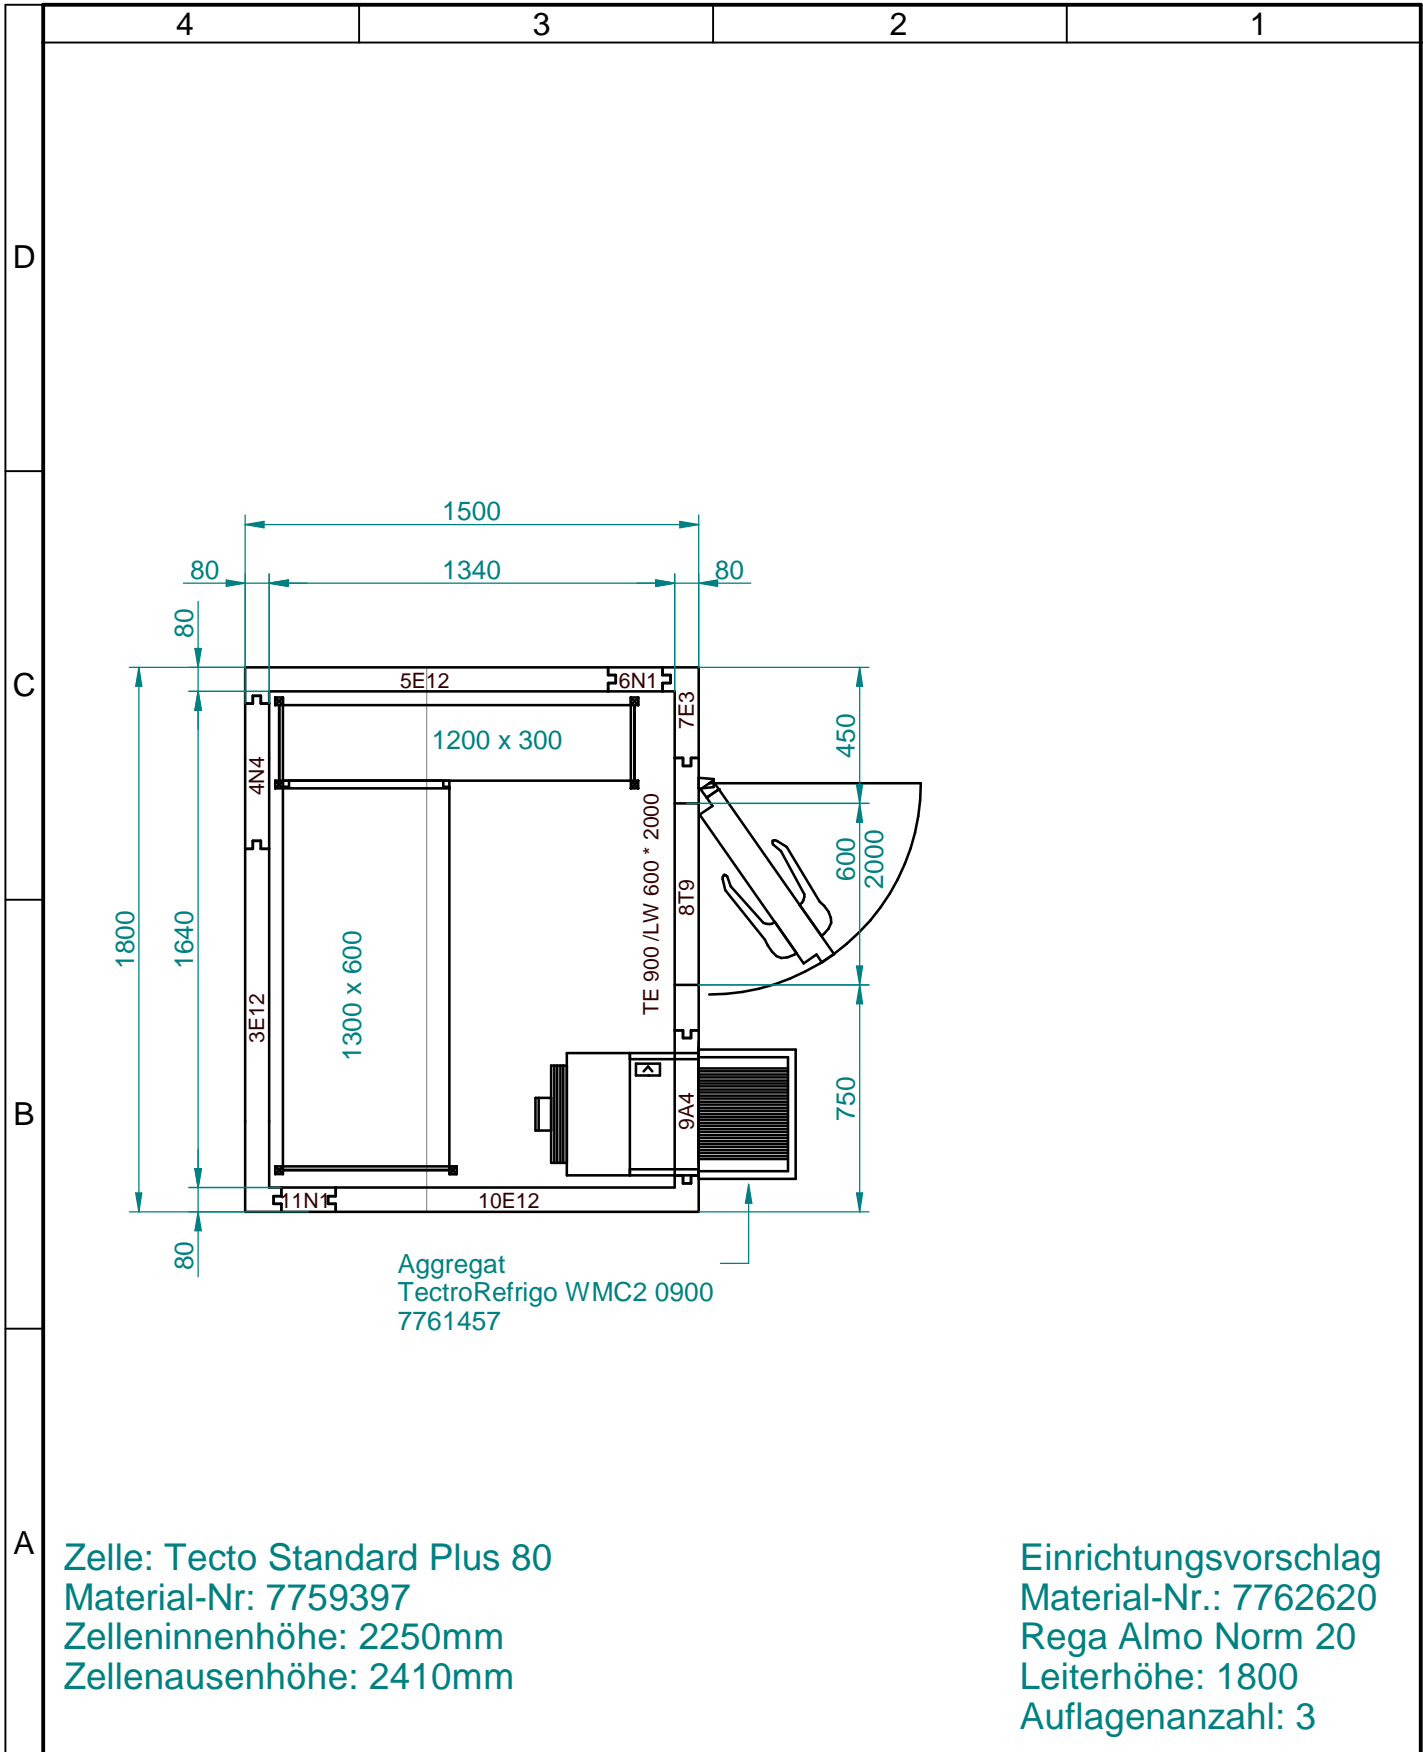 4 3 2 1
D
C
B
A
1500
80 1340 80
80
5E12 6N1
7E3
1200 x 300
450
4N4
TE 900 /LW 600 * 2000
600
2000
8T9
1800
1640
1300 x 600
3E12
9A4
750
11N1 10E12
80
Aggregat
TectroRefrigo WMC2 0900
7761457
Zelle: Tecto Standard Plus 80
Material-Nr: 7759397
Zelleninnenhöhe: 2250mm
Zellenausenhöhe: 2410mm
Einrichtungsvorschlag
Material-Nr.: 7762620
Rega Almo Norm 20
Leiterhöhe: 1800
Auflagenanzahl: 3